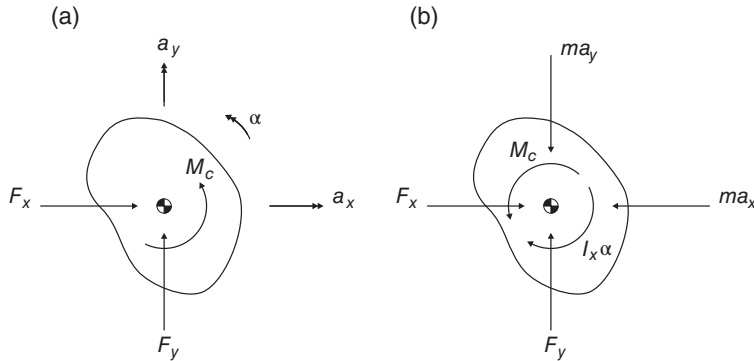 (a)
a_y
α
M_c
F_x
a_x
F_y
(b)
ma_y
M_c
F_x
ma_x
I_xα
F_y